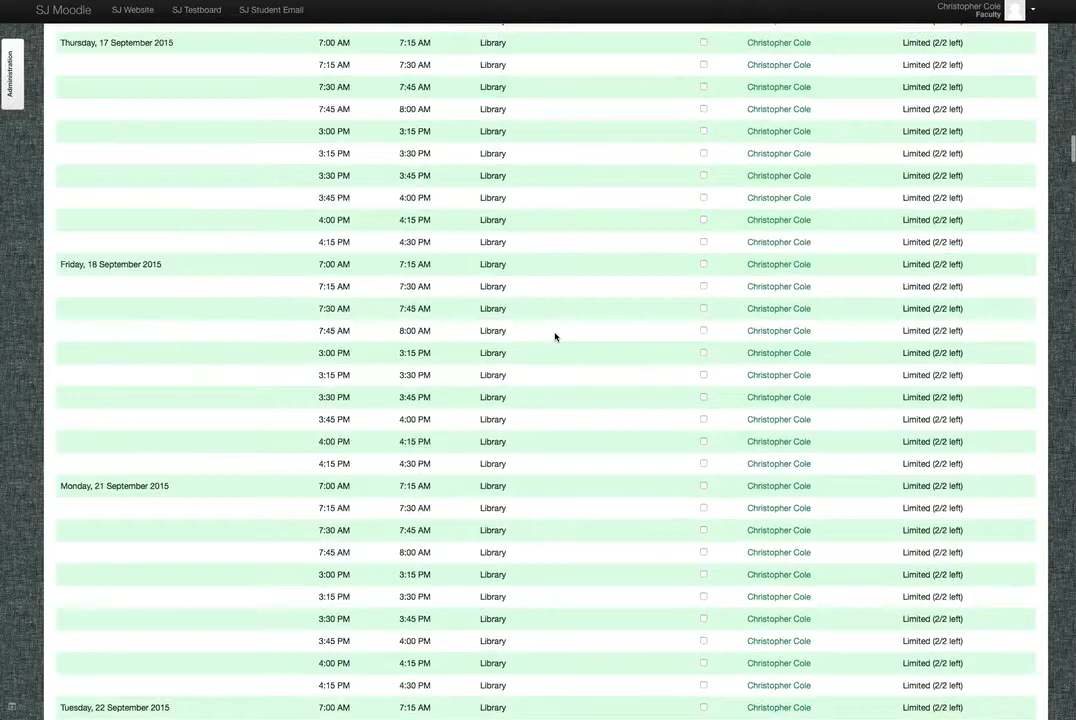 SJ Moodle SJ Website SJ Testboard SJ Student Email Christopher Cole
Faculty
Administration
Thursday, 17 September 2015 7:00 AM 7:15 AM Library Christopher Cole Limited (2/2 left)
7:15 AM 7:30 AM Library Christopher Cole Limited (2/2 left)
7:30 AM 7:45 AM Library Christopher Cole Limited (2/2 left)
7:45 AM 8:00 AM Library Christopher Cole Limited (2/2 left)
3:00 PM 3:15 PM Library Christopher Cole Limited (2/2 left)
3:15 PM 3:30 PM Library Christopher Cole Limited (2/2 left)
3:30 PM 3:45 PM Library Christopher Cole Limited (2/2 left)
3:45 PM 4:00 PM Library Christopher Cole Limited (2/2 left)
4:00 PM 4:15 PM Library Christopher Cole Limited (2/2 left)
4:15 PM 4:30 PM Library Christopher Cole Limited (2/2 left)
Friday, 18 September 2015 7:00 AM 7:15 AM Library Christopher Cole Limited (2/2 left)
7:15 AM 7:30 AM Library Christopher Cole Limited (2/2 left)
7:30 AM 7:45 AM Library Christopher Cole Limited (2/2 left)
7:45 AM 8:00 AM Library Christopher Cole Limited (2/2 left)
3:00 PM 3:15 PM Library Christopher Cole Limited (2/2 left)
3:15 PM 3:30 PM Library Christopher Cole Limited (2/2 left)
3:30 PM 3:45 PM Library Christopher Cole Limited (2/2 left)
3:45 PM 4:00 PM Library Christopher Cole Limited (2/2 left)
4:00 PM 4:15 PM Library Christopher Cole Limited (2/2 left)
4:15 PM 4:30 PM Library Christopher Cole Limited (2/2 left)
Monday, 21 September 2015 7:00 AM 7:15 AM Library Christopher Cole Limited (2/2 left)
7:15 AM 7:30 AM Library Christopher Cole Limited (2/2 left)
7:30 AM 7:45 AM Library Christopher Cole Limited (2/2 left)
7:45 AM 8:00 AM Library Christopher Cole Limited (2/2 left)
3:00 PM 3:15 PM Library Christopher Cole Limited (2/2 left)
3:15 PM 3:30 PM Library Christopher Cole Limited (2/2 left)
3:30 PM 3:45 PM Library Christopher Cole Limited (2/2 left)
3:45 PM 4:00 PM Library Christopher Cole Limited (2/2 left)
4:00 PM 4:15 PM Library Christopher Cole Limited (2/2 left)
4:15 PM 4:30 PM Library Christopher Cole Limited (2/2 left)
Tuesday, 22 September 2015 7:00 AM 7:15 AM Library Christopher Cole Limited (2/2 left)